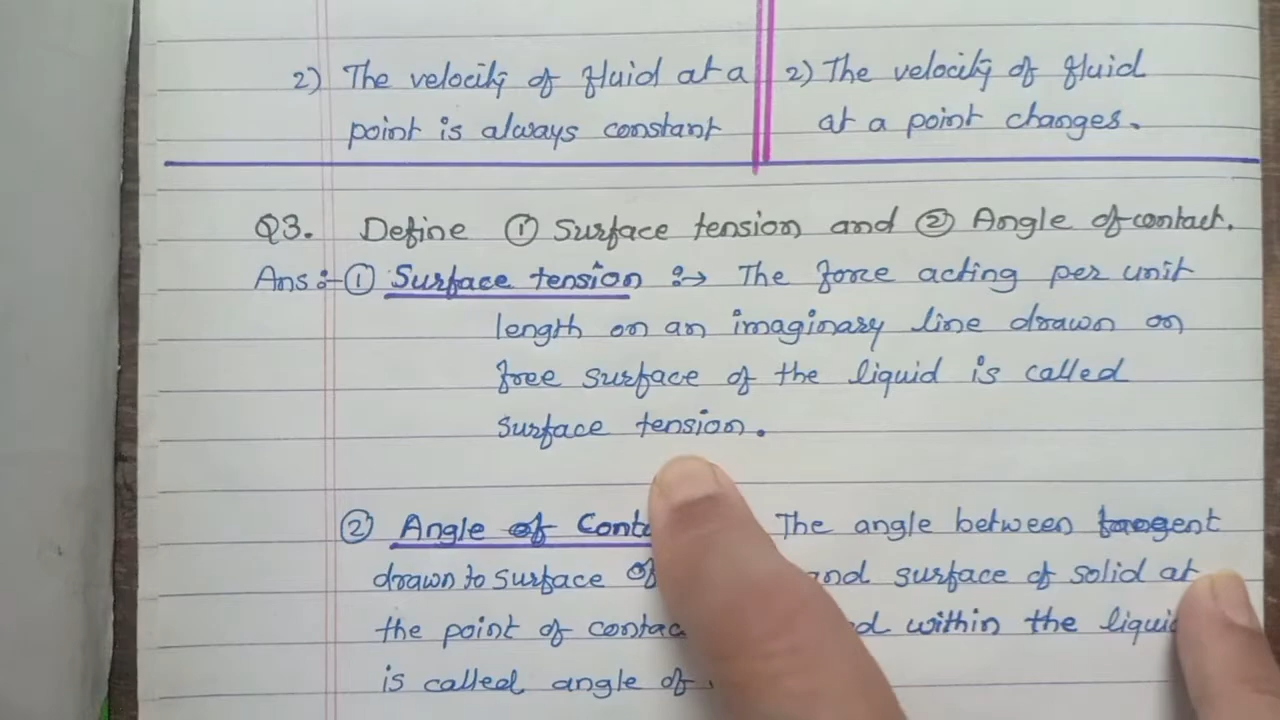 2) The velocity of fluid at a
point is always constant
2) The velocity of fluid
at a point changes.
Q3. Define ① Surface tension and ② Angle of contact.
Ans :- ① Surface tension :→ The force acting per unit
length on an imaginary line drawn on
free surface of the liquid is called
surface tension.
② Angle of The angle between tangent
drawn to surface and surface of solid at
the point of within the
is called angle of